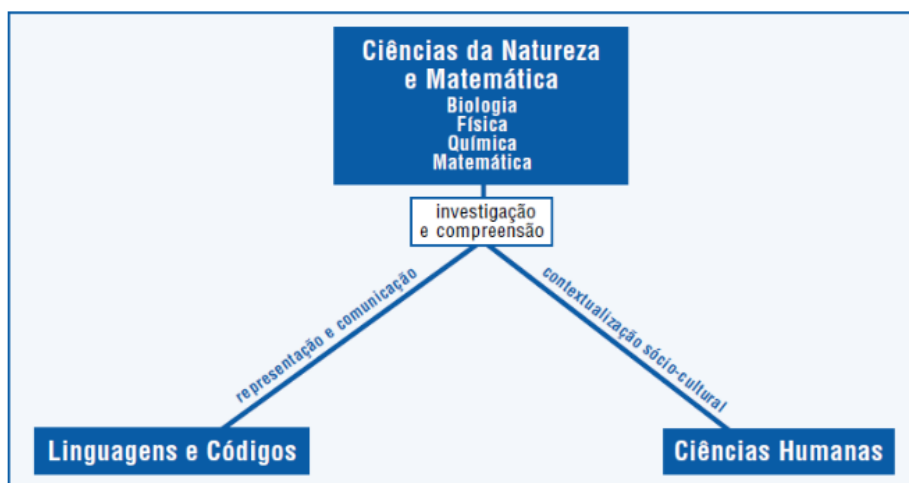 Ciências da Natureza
e Matemática
Biologia
Física
Química
Matemática
investigação
e compreensão
representação e comunicação
contextualização sócio-cultural
Linguagens e Códigos
Ciências Humanas